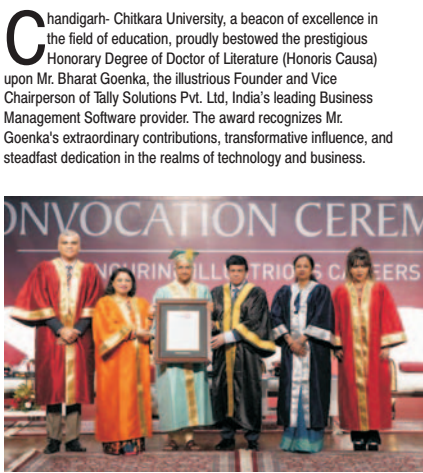 Chandigarh- Chitkara University, a beacon of excellence in
the field of education, proudly bestowed the prestigious
Honorary Degree of Doctor of Literature (Honoris Causa)
upon Mr. Bharat Goenka, the illustrious Founder and Vice
Chairperson of Tally Solutions Pvt. Ltd, India's leading Business
Management Software provider. The award recognizes Mr.
Goenka's extraordinary contributions, transformative influence, and
steadfast dedication in the realms of technology and business.
ONVOCATION CEREM
NOURING ILLUSTRIOUS CAREERS